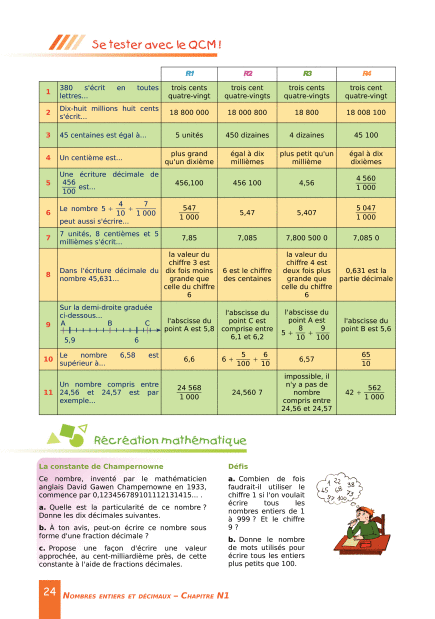 Se tester avec le QCM !
R1 R2 R3 R4
1 380 s'écrit en toutes lettres... trois cents quatre-vingt trois cent quatre-vingts trois cents quatre-vingts trois cent quatre-vingt
2 Dix-huit millions huit cents s'écrit... 18 800 000 18 000 800 18 800 18 008 100
3 45 centaines est égal à... 5 unités 450 dizaines 4 dizaines 45 100
4 Un centième est... plus grand qu'un dixième égal à dix millièmes plus petit qu'un millième égal à dix dixièmes
5 Une écriture décimale de 456/100 est... 456,100 456 100 4,56 4 560/1 000
6 Le nombre 5 + 4/10 + 7/1 000 peut aussi s'écrire... 547/1 000 5,47 5,407 5 047/1 000
7 7 unités, 8 centièmes et 5 millièmes s'écrit... 7,85 7,085 7,800 500 0 7,085 0
8 Dans l'écriture décimale du nombre 45,631... la valeur du chiffre 3 est dix fois moins grande que celle du chiffre 6 6 est le chiffre des centaines la valeur du chiffre 4 est deux fois plus grande que celle du chiffre 6 0,631 est la partie décimale
9 Sur la demi-droite graduée ci-dessous... A B C 5,9 6 l'abscisse du point A est 5,8 l'abscisse du point C est comprise entre 6,1 et 6,2 l'abscisse du point A est 5 + 8/10 + 9/100 l'abscisse du point B est 5,6
10 Le nombre 6,58 est supérieur à... 6,6 6 + 5/100 + 6/10 6,57 65/10
11 Un nombre compris entre 24,56 et 24,57 est par exemple... 24 568/1 000 24,560 7 impossible, il n'y a pas de nombre compris entre 24,56 et 24,57 42 + 562/1 000
Récréation mathématique
La constante de Champernowne
Ce nombre, inventé par le mathématicien
anglais David Gawen Champernowne en 1933,
commence par 0,123456789101112131415... .
a. Quelle est la particularité de ce nombre ?
Donne les dix décimales suivantes.
b. À ton avis, peut-on écrire ce nombre sous
forme d'une fraction décimale ?
c. Propose une façon d'écrire une valeur
approchée, au cent-milliardième près, de cette
constante à l'aide de fractions décimales.
Défis
a. Combien de fois
faudrait-il utiliser le
chiffre 1 si l'on voulait
écrire tous les
nombres entiers de 1
à 999 ? Et le chiffre
9 ?
b. Donne le nombre
de mots utilisés pour
écrire tous les entiers
plus petits que 100.
24 Nombres entiers et décimaux – Chapitre N1